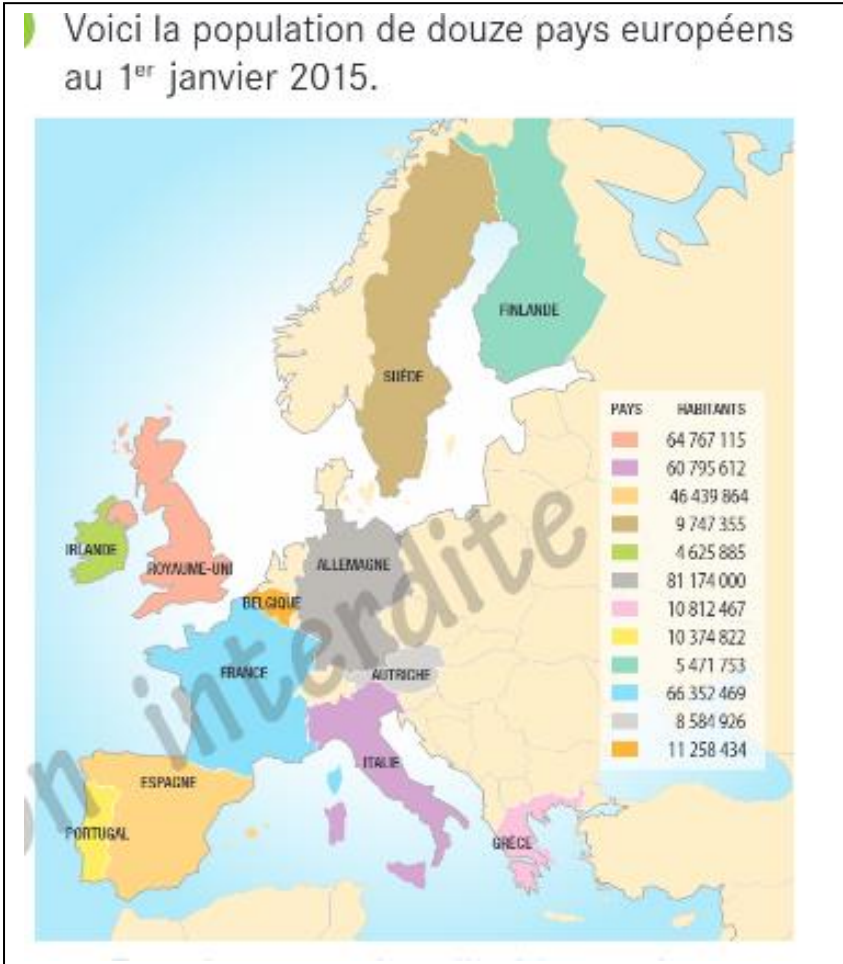 Voici la population de douze pays européens
au 1er janvier 2015.
FINLANDE
SUÈDE
PAYS HABITANTS
64 767 115
60 795 612
46 439 864
9 747 355
4 625 885
81 174 000
10 812 467
10 374 822
5 471 753
66 352 469
8 584 926
11 258 434
IRLANDE
ROYAUME-UNI
ALLEMAGNE
BELGIQUE
FRANCE
AUTRICHE
ITALIE
ESPAGNE
PORTUGAL
GRÈCE
on interdite